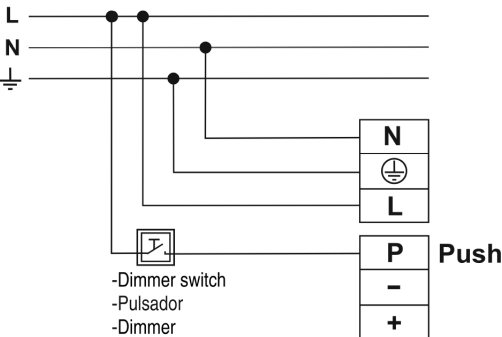 L
N
N
L
P Push
-
+
-Dimmer switch
-Pulsador
-Dimmer